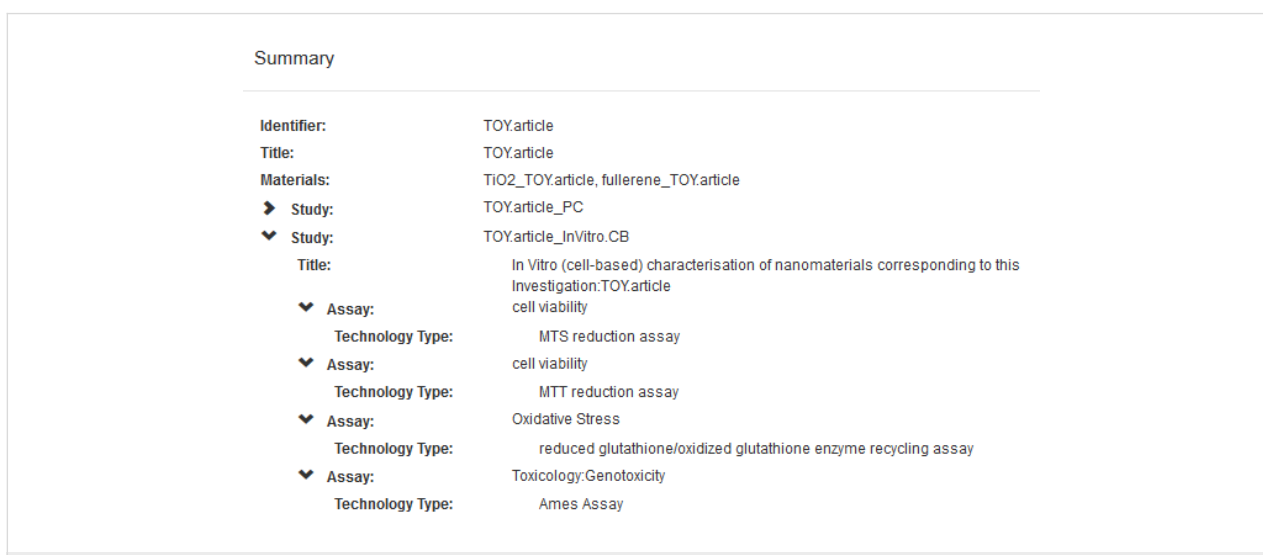 Summary
Identifier: TOY.article
Title: TOY.article
Materials: TiO2_TOY.article, fullerene_TOY.article
Study: TOY.article_PC
Study: TOY.article_InVitro.CB
Title: In Vitro (cell-based) characterisation of nanomaterials corresponding to this
Investigation:TOY.article
Assay: cell viability
Technology Type: MTS reduction assay
Assay: cell viability
Technology Type: MTT reduction assay
Assay: Oxidative Stress
Technology Type: reduced glutathione/oxidized glutathione enzyme recycling assay
Assay: Toxicology:Genotoxicity
Technology Type: Ames Assay